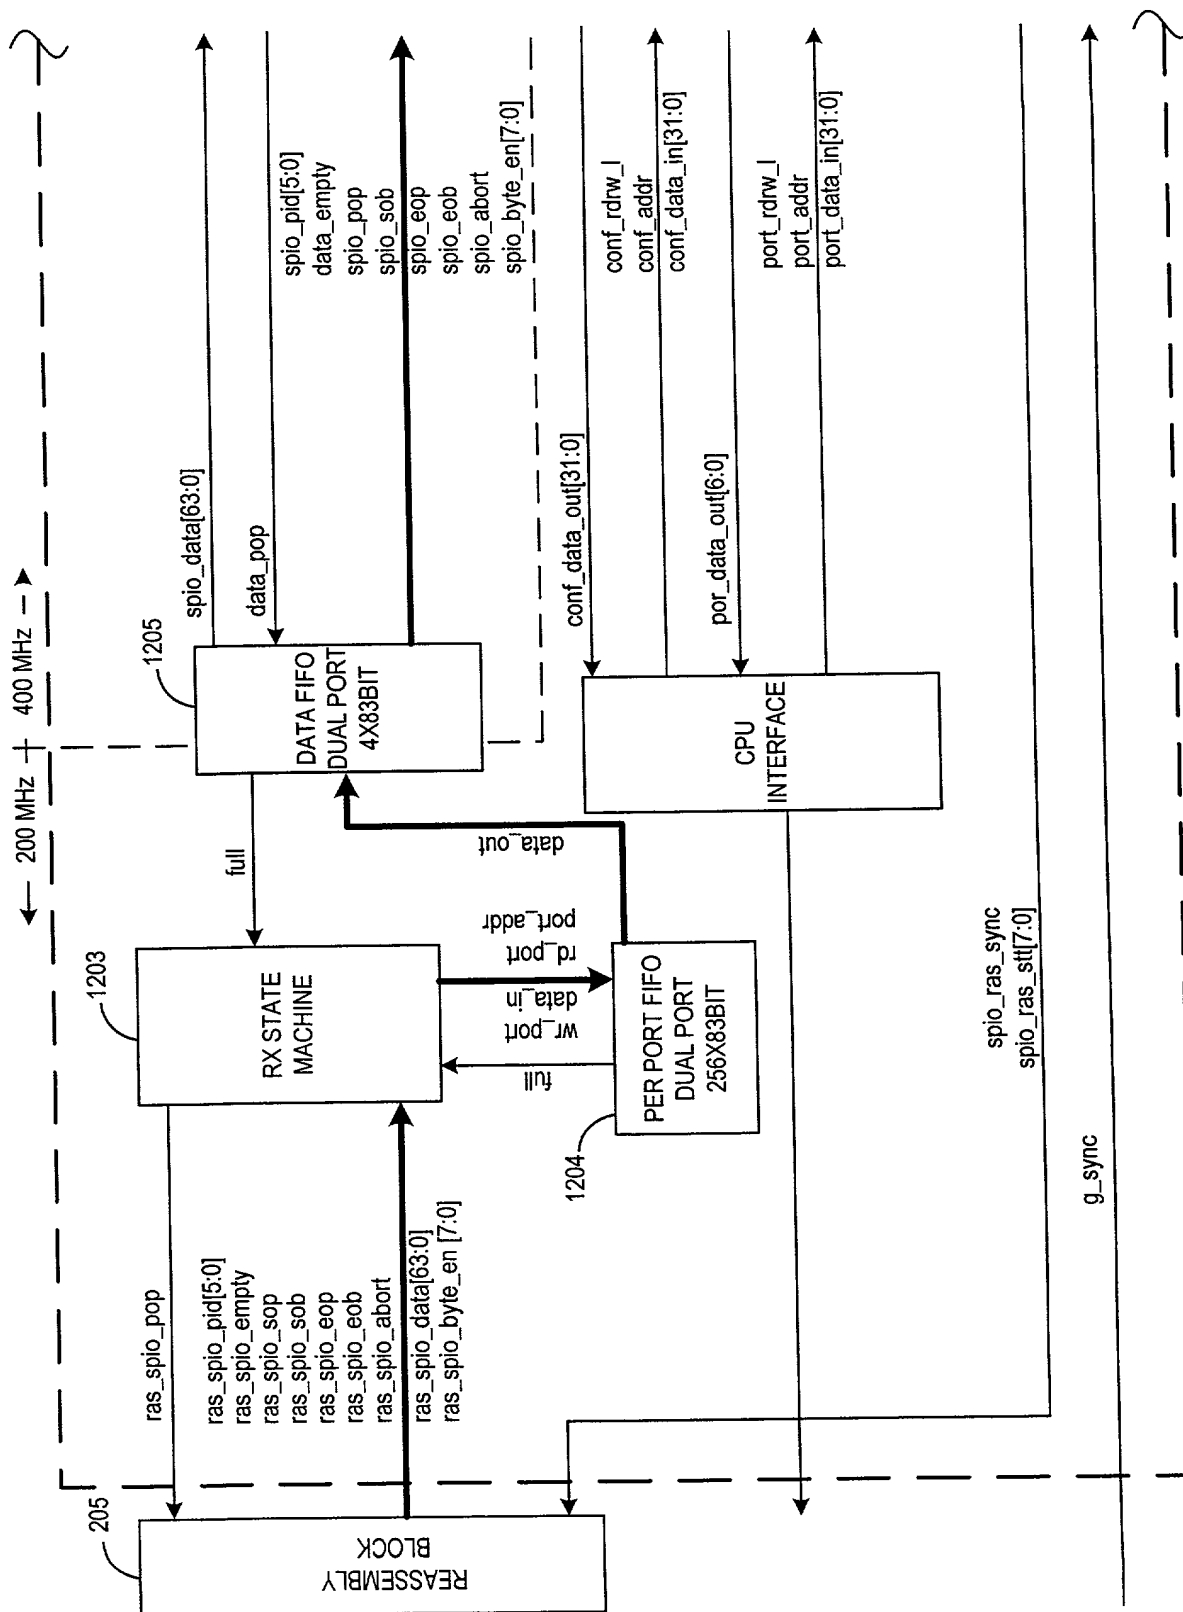 200 MHz
400 MHz
205
REASSEMBLY
BLOCK
ras_spio_pop
ras_spio_pid[5:0]
ras_spio_empty
ras_spio_sop
ras_spio_sob
ras_spio_eop
ras_spio_eob
ras_spio_abort
ras_spio_data[63:0]
ras_spio_byte_en [7:0]
1203
RX STATE
MACHINE
full
full
wr_port
data_in
rd_port
port_addr
1204
PER PORT FIFO
DUAL PORT
256X83BIT
data_out
1205
DATA FIFO
DUAL PORT
4X83BIT
spio_data[63:0]
data_pop
spio_pid[5:0]
data_empty
spio_pop
spio_sob
spio_eop
spio_eob
spio_abort
spio_byte_en[7:0]
CPU
INTERFACE
conf_data_out[31:0]
conf_rdrw_l
conf_addr
conf_data_in[31:0]
por_data_out[6:0]
port_rdrw_l
port_addr
port_data_in[31:0]
spio_ras_sync
spio_ras_stt[7:0]
g_sync